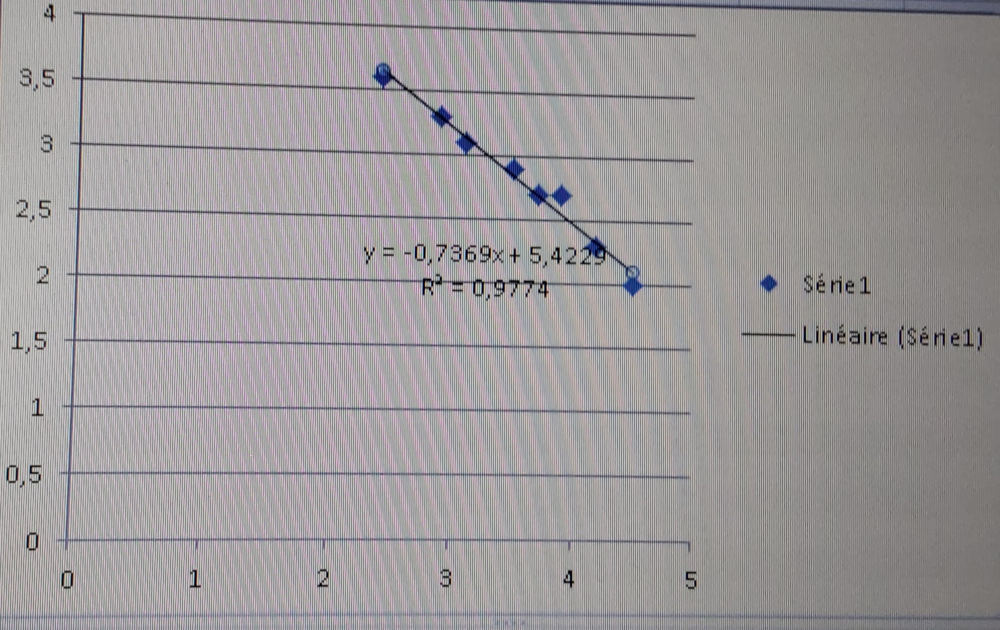 4
3,5
3
2,5
2
1,5
1
0,5
0
0 1 2 3 4 5
y = -0,7369x + 5,4229
R² = 0,9774
Série1
Linéaire (Série1)